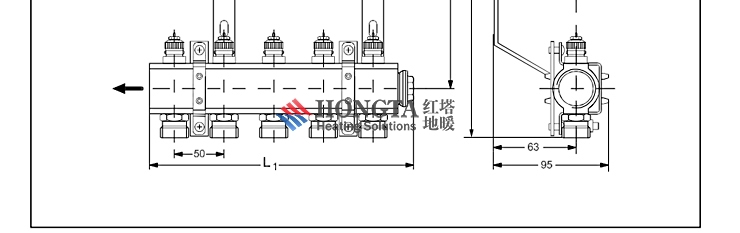 HONGTA 红塔
Heating Solutions 地暖
50
L1
63
95